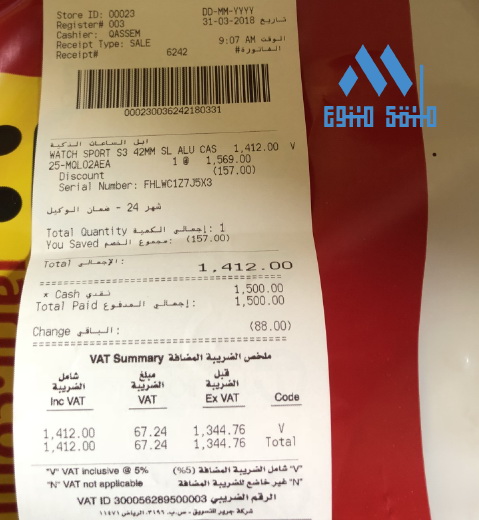 Store ID: 00023 DD-MM-YYYY
Register# 003 31-03-2018 تاريخ
Cashier: QASSEM
Receipt Type: SALE 9:07 AM الوقت
Receipt# 6242 الفاتورة#
000230036242180331
ابل الساعات الذكية
WATCH SPORT S3 42MM SL ALU CAS 1,412.00 V
25-MQL02AEA 1 @ 1,569.00
Discount (157.00)
Serial Number: FHLWC1Z7J5X3
شهر 24 - ضمان الوكيل
Total Quantity إجمالي الكمية: 1
You Saved مجموع الخصم: (157.00)
Total الإجمالي: 1,412.00
* Cash نقدي 1,500.00
Total Paid إجمالي المدفوع: 1,500.00
Change الباقي: (88.00)
VAT Summary ملخص الضريبة المضافة
شامل الضريبة مبلغ الضريبة قبل الضريبة
Inc VAT VAT Ex VAT Code
1,412.00 67.24 1,344.76 V
1,412.00 67.24 1,344.76 Total
"V" VAT inclusive @ 5% "V" شامل الضريبة المضافة (5%)
"N" VAT not applicable "N" غير خاضع للضريبة المضافة
VAT ID 300056289500003 الرقم الضريبي
شركة جرير للتسويق - ص.ب. ٣١٩٦، الرياض ١١٤٧١